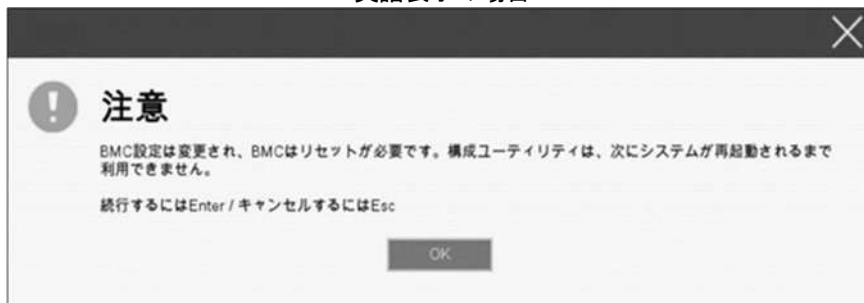 注意
BMC設定は変更され、BMCはリセットが必要です。構成ユーティリティは、次にシステムが再起動されるまで
利用できません。
続行するにはEnter / キャンセルするにはEsc
OK